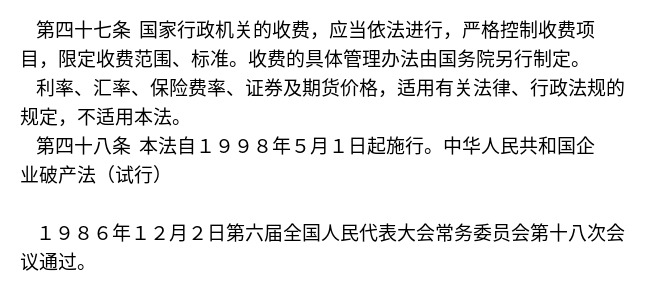 第四十七条 国家行政机关的收费，应当依法进行，严格控制收费项
目，限定收费范围、标准。收费的具体管理办法由国务院另行制定。
利率、汇率、保险费率、证券及期货价格，适用有关法律、行政法规的
规定，不适用本法。
第四十八条 本法自１９９８年５月１日起施行。中华人民共和国企
业破产法（试行）
１９８６年１２月２日第六届全国人民代表大会常务委员会第十八次会
议通过。